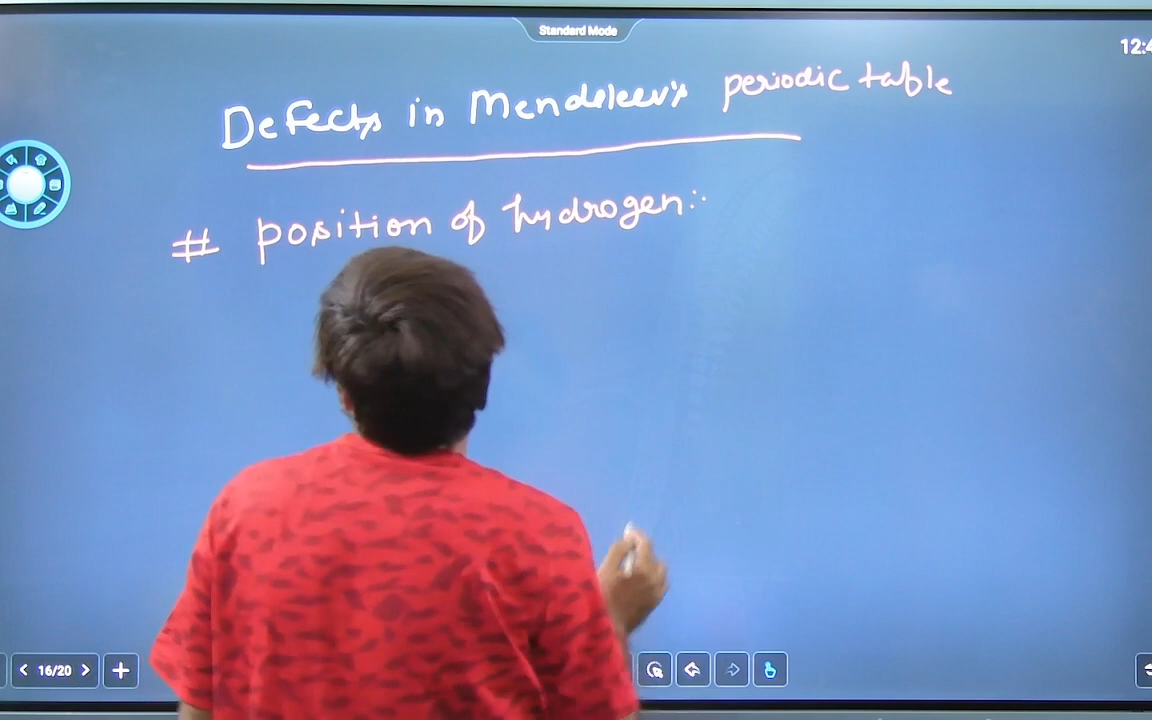 Standard Mode
12:4
Defects in Mendeleev's periodic table
# position of hydrogen:-
16/20